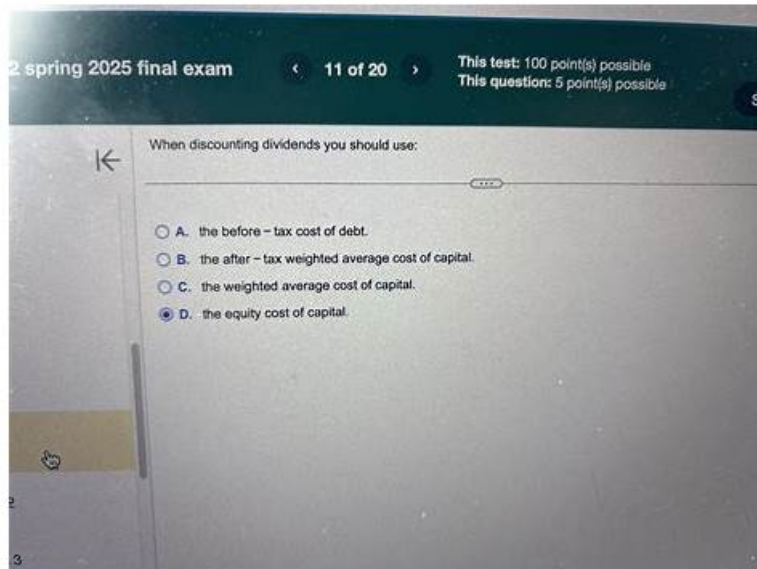 2 spring 2025 final exam
11 of 20
This test: 100 point(s) possible
This question: 5 point(s) possible
When discounting dividends you should use:
A. the before-tax cost of debt.
B. the after-tax weighted average cost of capital.
C. the weighted average cost of capital.
D. the equity cost of capital.
3